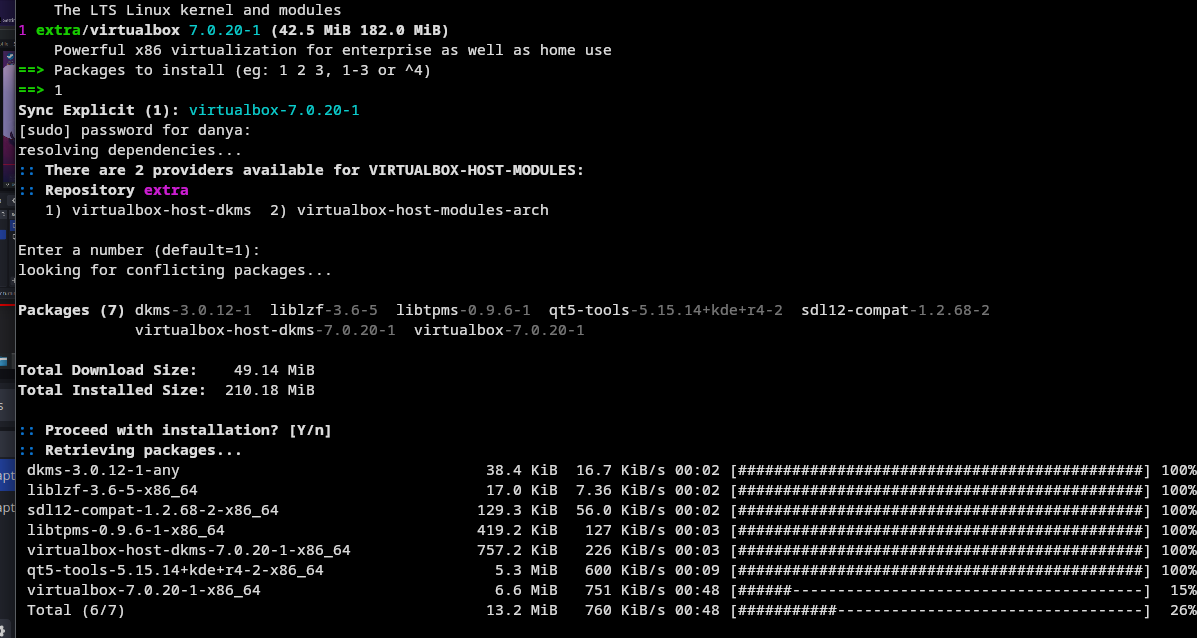 The LTS Linux kernel and modules
1 extra/virtualbox 7.0.20-1 (42.5 MiB 182.0 MiB)
Powerful x86 virtualization for enterprise as well as home use
==> Packages to install (eg: 1 2 3, 1-3 or ^4)
==> 1
Sync Explicit (1): virtualbox-7.0.20-1
[sudo] password for danya:
resolving dependencies...
:: There are 2 providers available for VIRTUALBOX-HOST-MODULES:
:: Repository extra
1) virtualbox-host-dkms  2) virtualbox-host-modules-arch
Enter a number (default=1):
looking for conflicting packages...
Packages (7) dkms-3.0.12-1  liblzf-3.6-5  libtpms-0.9.6-1  qt5-tools-5.15.14+kde+r4-2  sdl12-compat-1.2.68-2
virtualbox-host-dkms-7.0.20-1  virtualbox-7.0.20-1
Total Download Size:    49.14 MiB
Total Installed Size:  210.18 MiB
:: Proceed with installation? [Y/n]
:: Retrieving packages...
dkms-3.0.12-1-any 38.4 KiB 16.7 KiB/s 00:02 [#############################################] 100%
liblzf-3.6-5-x86_64 17.0 KiB 7.36 KiB/s 00:02 [#############################################] 100%
sdl12-compat-1.2.68-2-x86_64 129.3 KiB 56.0 KiB/s 00:02 [#############################################] 100%
libtpms-0.9.6-1-x86_64 419.2 KiB 127 KiB/s 00:03 [#############################################] 100%
virtualbox-host-dkms-7.0.20-1-x86_64 757.2 KiB 226 KiB/s 00:03 [#############################################] 100%
qt5-tools-5.15.14+kde+r4-2-x86_64 5.3 MiB 600 KiB/s 00:09 [#############################################] 100%
virtualbox-7.0.20-1-x86_64 6.6 MiB 751 KiB/s 00:48 [######---------------------------------------] 15%
Total (6/7) 13.2 MiB 760 KiB/s 00:48 [###########----------------------------------] 26%